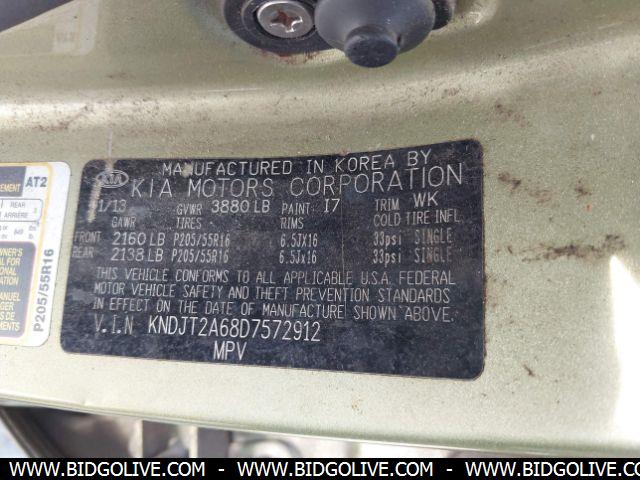 MANUFACTURED IN KOREA BY
KIA KIA MOTORS CORPORATION
1/13 GVWR 3880 LB PAINT: I7 TRIM WK
GAWR TIRES RIMS COLD TIRE INFL.
FRONT 2160 LB P205/55R16 6.5JX16 33psi SINGLE
REAR 2138 LB P205/55R16 6.5Jx16 33psi SINGLE
THIS VEHICLE CONFORMS TO ALL APPLICABLE U.S.A. FEDERAL
MOTOR VEHICLE SAFETY AND THEFT PREVENTION STANDARDS
IN EFFECT ON THE DATE OF MANUFACTURE SHOWN ABOVE.
V.I.N KNDJT2A68D7572912
MPV
AT2
REAR
ARRIÈRE
P205/55R16
WWW.BIDGOLIVE.COM - WWW.BIDGOLIVE.COM - WWW.BIDGOLIVE.COM